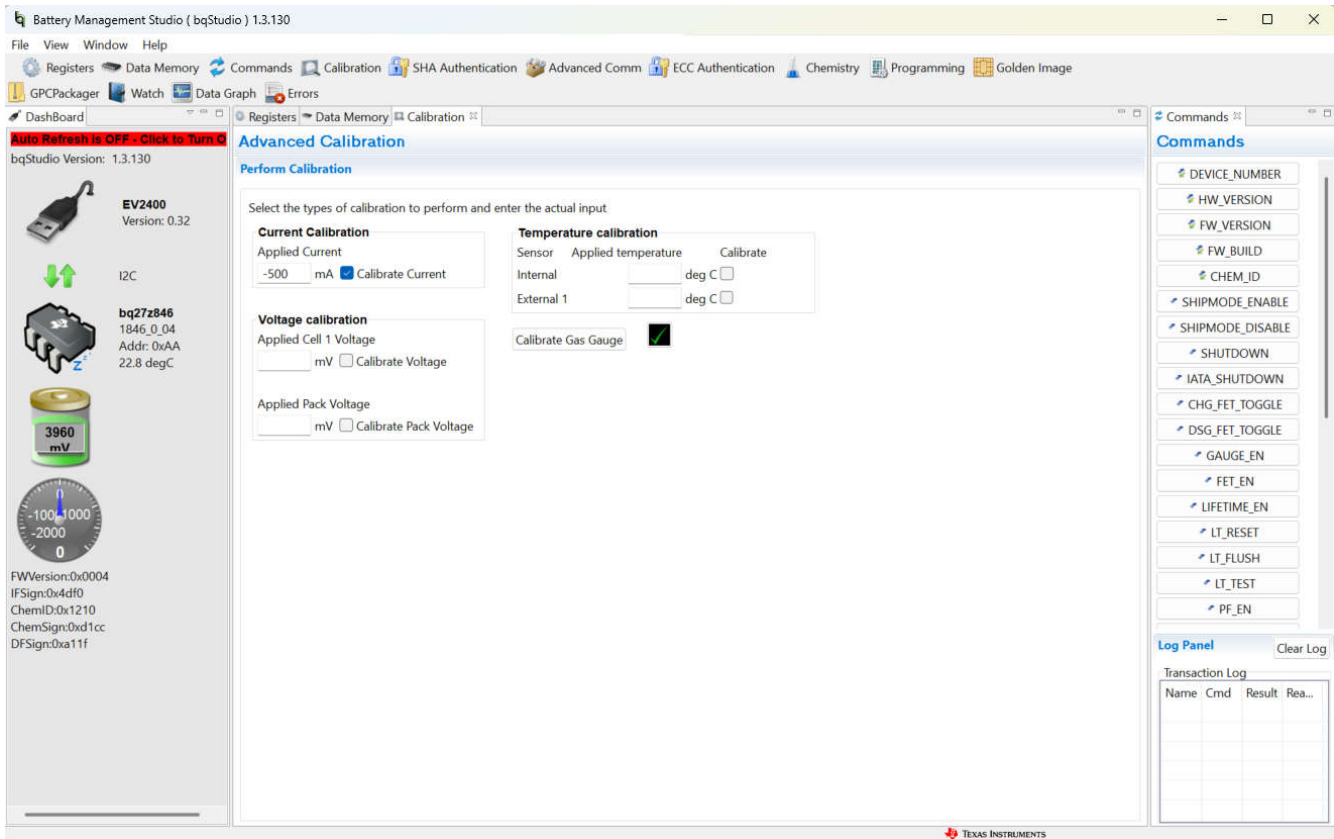 Battery Management Studio ( bqStudio ) 1.3.130
File View Window Help
Registers Data Memory Commands Calibration SHA Authentication Advanced Comm ECC Authentication Chemistry Programming Golden Image
GPCPackager Watch Data Graph Errors
DashBoard
Auto Refresh is OFF - Click to Turn O
bqStudio Version: 1.3.130
EV2400
Version: 0.32
I2C
bq27z846
1846_0_04
Addr: 0xAA
22.8 degC
z z
3960
mV
0
-100 1000
-2000
0
FWVersion:0x0004
IFSign:0x4df0
ChemID:0x1210
ChemSign:0xd1cc
DFSign:0xa11f
Registers Data Memory Calibration
Advanced Calibration
Perform Calibration
Select the types of calibration to perform and enter the actual input
Current Calibration
Applied Current
-500 mA Calibrate Current
Voltage calibration
Applied Cell 1 Voltage
mV Calibrate Voltage
Applied Pack Voltage
mV Calibrate Pack Voltage
Temperature calibration
Sensor Applied temperature Calibrate
Internal deg C
External 1 deg C
Calibrate Gas Gauge
Commands
Commands
DEVICE_NUMBER
HW_VERSION
FW_VERSION
FW_BUILD
CHEM_ID
SHIPMODE_ENABLE
SHIPMODE_DISABLE
SHUTDOWN
IATA_SHUTDOWN
CHG_FET_TOGGLE
DSG_FET_TOGGLE
GAUGE_EN
FET_EN
LIFETIME_EN
LT_RESET
LT_FLUSH
LT_TEST
PF_EN
Log Panel Clear Log
Transaction Log
Name Cmd Result Rea...
TEXAS INSTRUMENTS